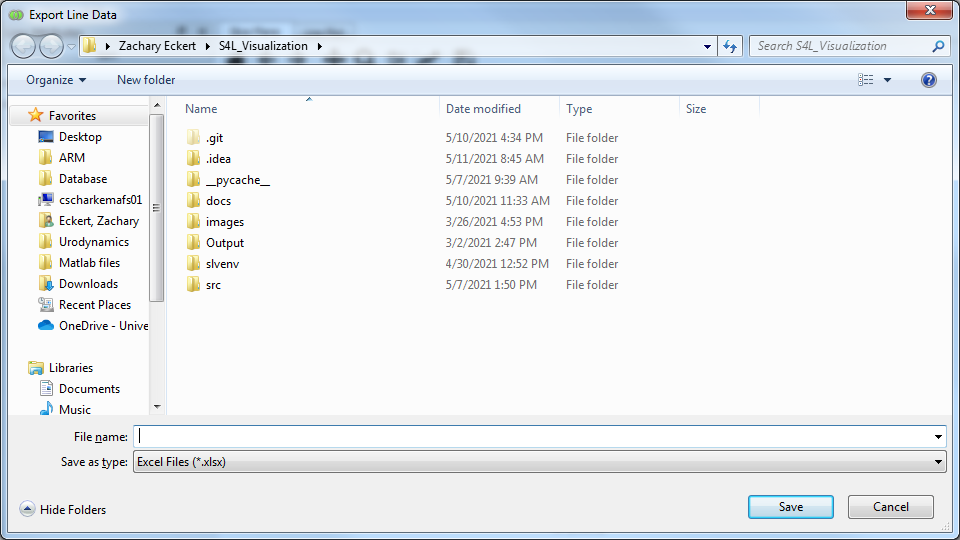 Export Line Data
Zachary Eckert S4L_Visualization
Search S4L_Visualization
Organize New folder
Favorites
Desktop
ARM
Database
cscharkemafs01
Eckert, Zachary
Urodynamics
Matlab files
Downloads
Recent Places
OneDrive - Unive
Libraries
Documents
Music
Name Date modified Type Size
.git 5/10/2021 4:34 PM File folder
.idea 5/11/2021 8:45 AM File folder
__pycache__ 5/7/2021 9:39 AM File folder
docs 5/10/2021 11:33 AM File folder
images 3/26/2021 4:53 PM File folder
Output 3/2/2021 2:47 PM File folder
slvenv 4/30/2021 12:52 PM File folder
src 5/7/2021 1:50 PM File folder
File name:
Save as type: Excel Files (*.xlsx)
Hide Folders
Save Cancel